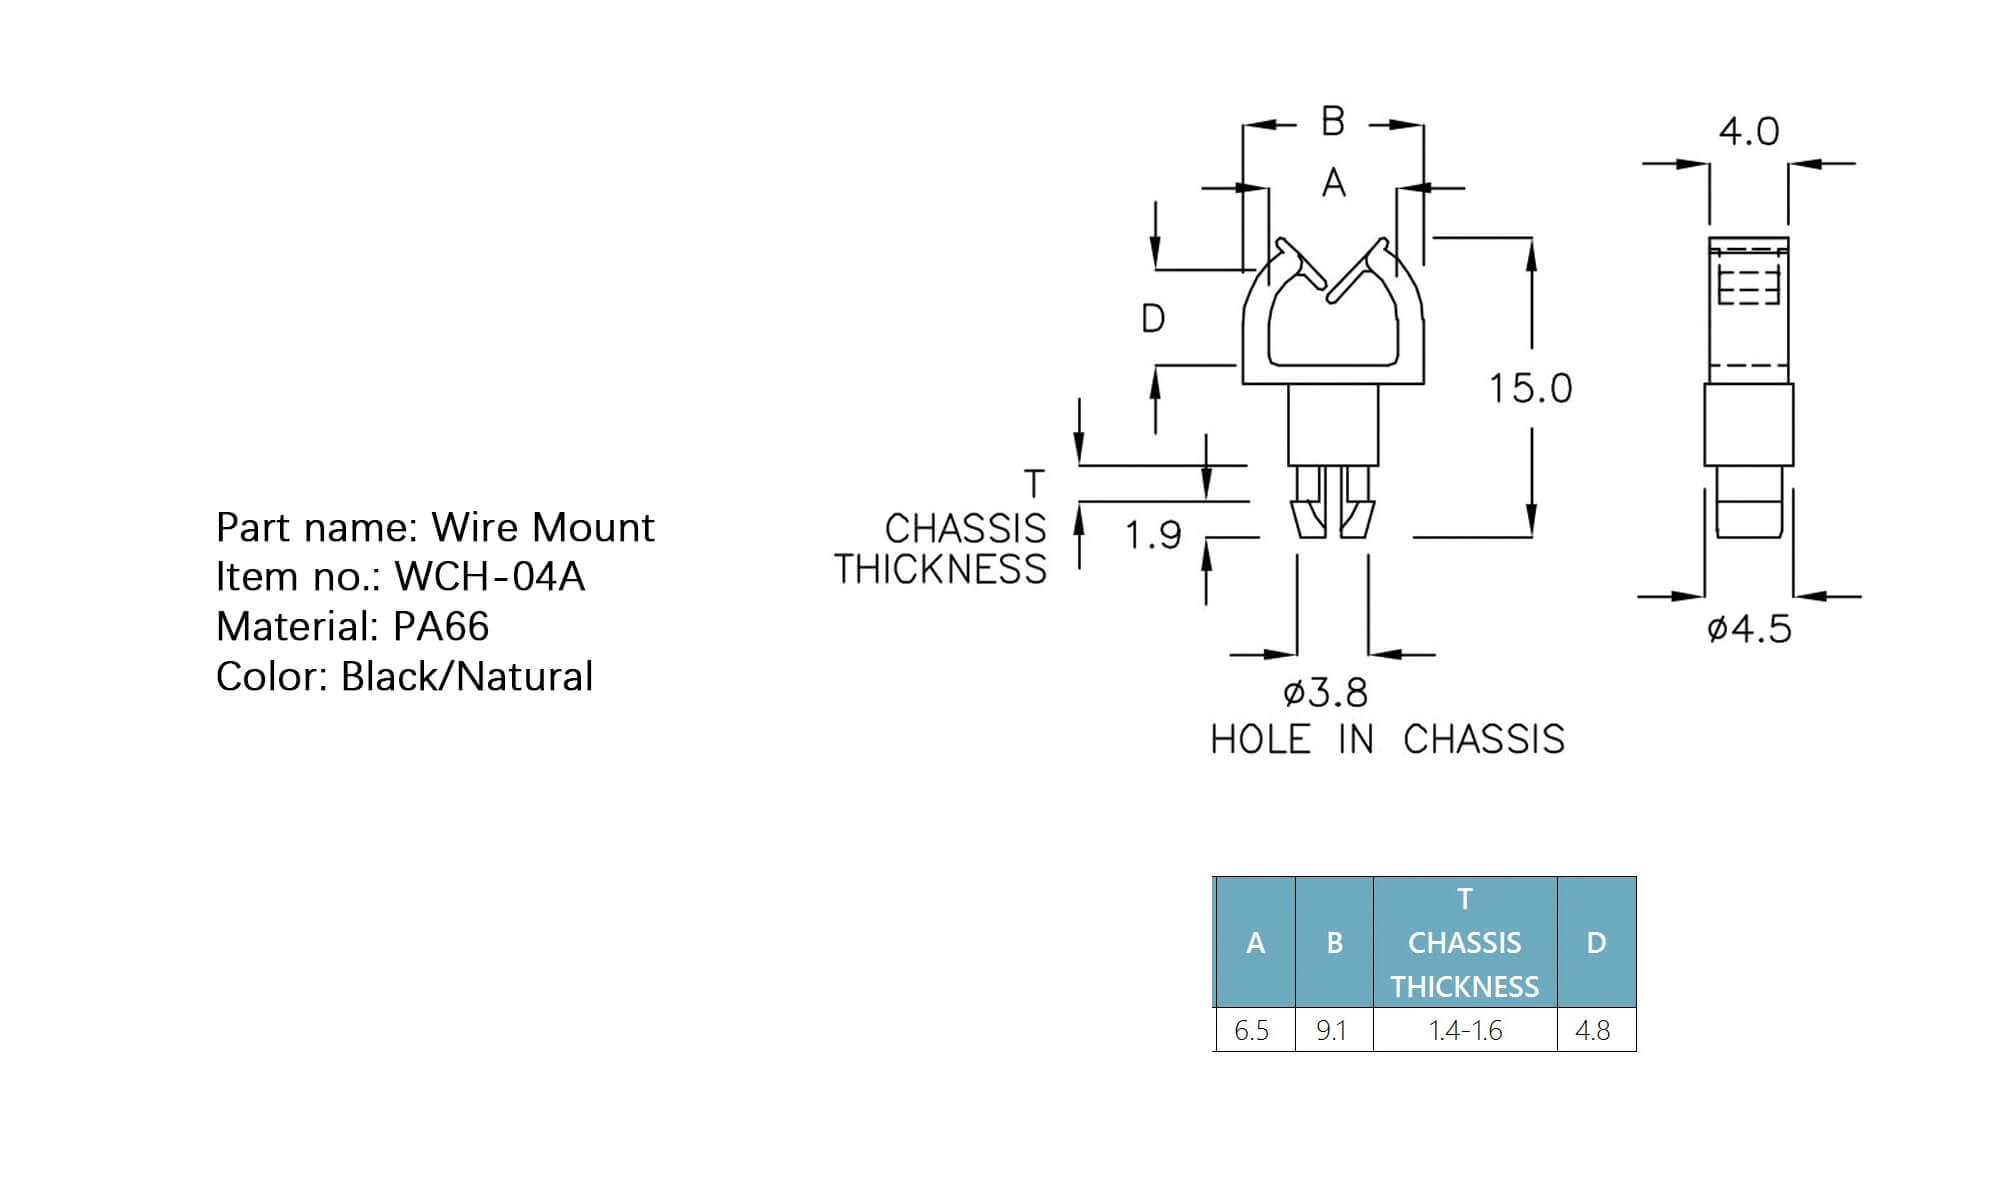 Part name: Wire Mount
Item no.: WCH-04A
Material: PA66
Color: Black/Natural
B
A
4.0
D
15.0
T
CHASSIS
THICKNESS
1.9
ø4.5
ø3.8
HOLE IN CHASSIS
A B T CHASSIS THICKNESS D
6.5 9.1 1.4-1.6 4.8